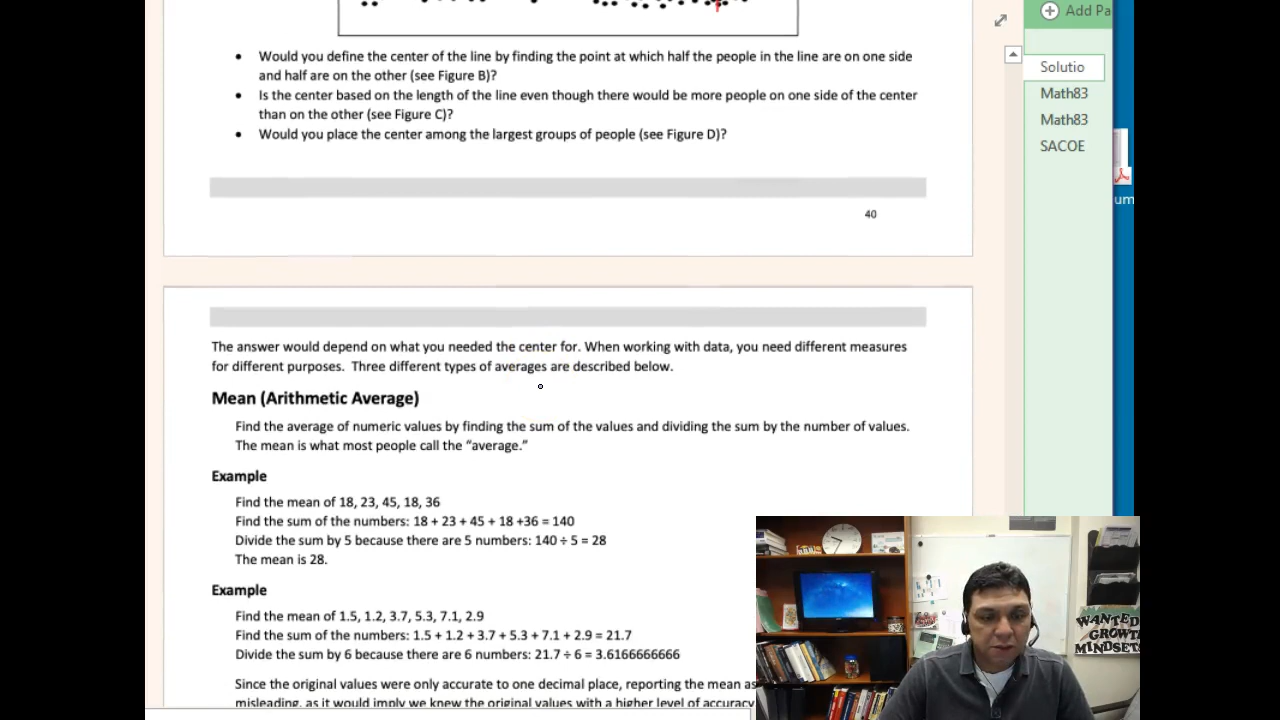 Would you define the center of the line by finding the point at which half the people in the line are on one side
and half are on the other (see Figure B)?
Is the center based on the length of the line even though there would be more people on one side of the center
than on the other (see Figure C)?
Would you place the center among the largest groups of people (see Figure D)?
40
The answer would depend on what you needed the center for. When working with data, you need different measures
for different purposes. Three different types of averages are described below.
Mean (Arithmetic Average)
Find the average of numeric values by finding the sum of the values and dividing the sum by the number of values.
The mean is what most people call the “average.”
Example
Find the mean of 18, 23, 45, 18, 36
Find the sum of the numbers: 18 + 23 + 45 + 18 +36 = 140
Divide the sum by 5 because there are 5 numbers: 140 ÷ 5 = 28
The mean is 28.
Example
Find the mean of 1.5, 1.2, 3.7, 5.3, 7.1, 2.9
Find the sum of the numbers: 1.5 + 1.2 + 3.7 + 5.3 + 7.1 + 2.9 = 21.7
Divide the sum by 6 because there are 6 numbers: 21.7 ÷ 6 = 3.6166666666
Since the original values were only accurate to one decimal place, reporting the mean as
misleading, as it would imply we knew the original values with a higher level of accuracy
Add Pa
Solutio
Math83
Math83
SACOE
um
WANTED
GROWTH
MINDSETS